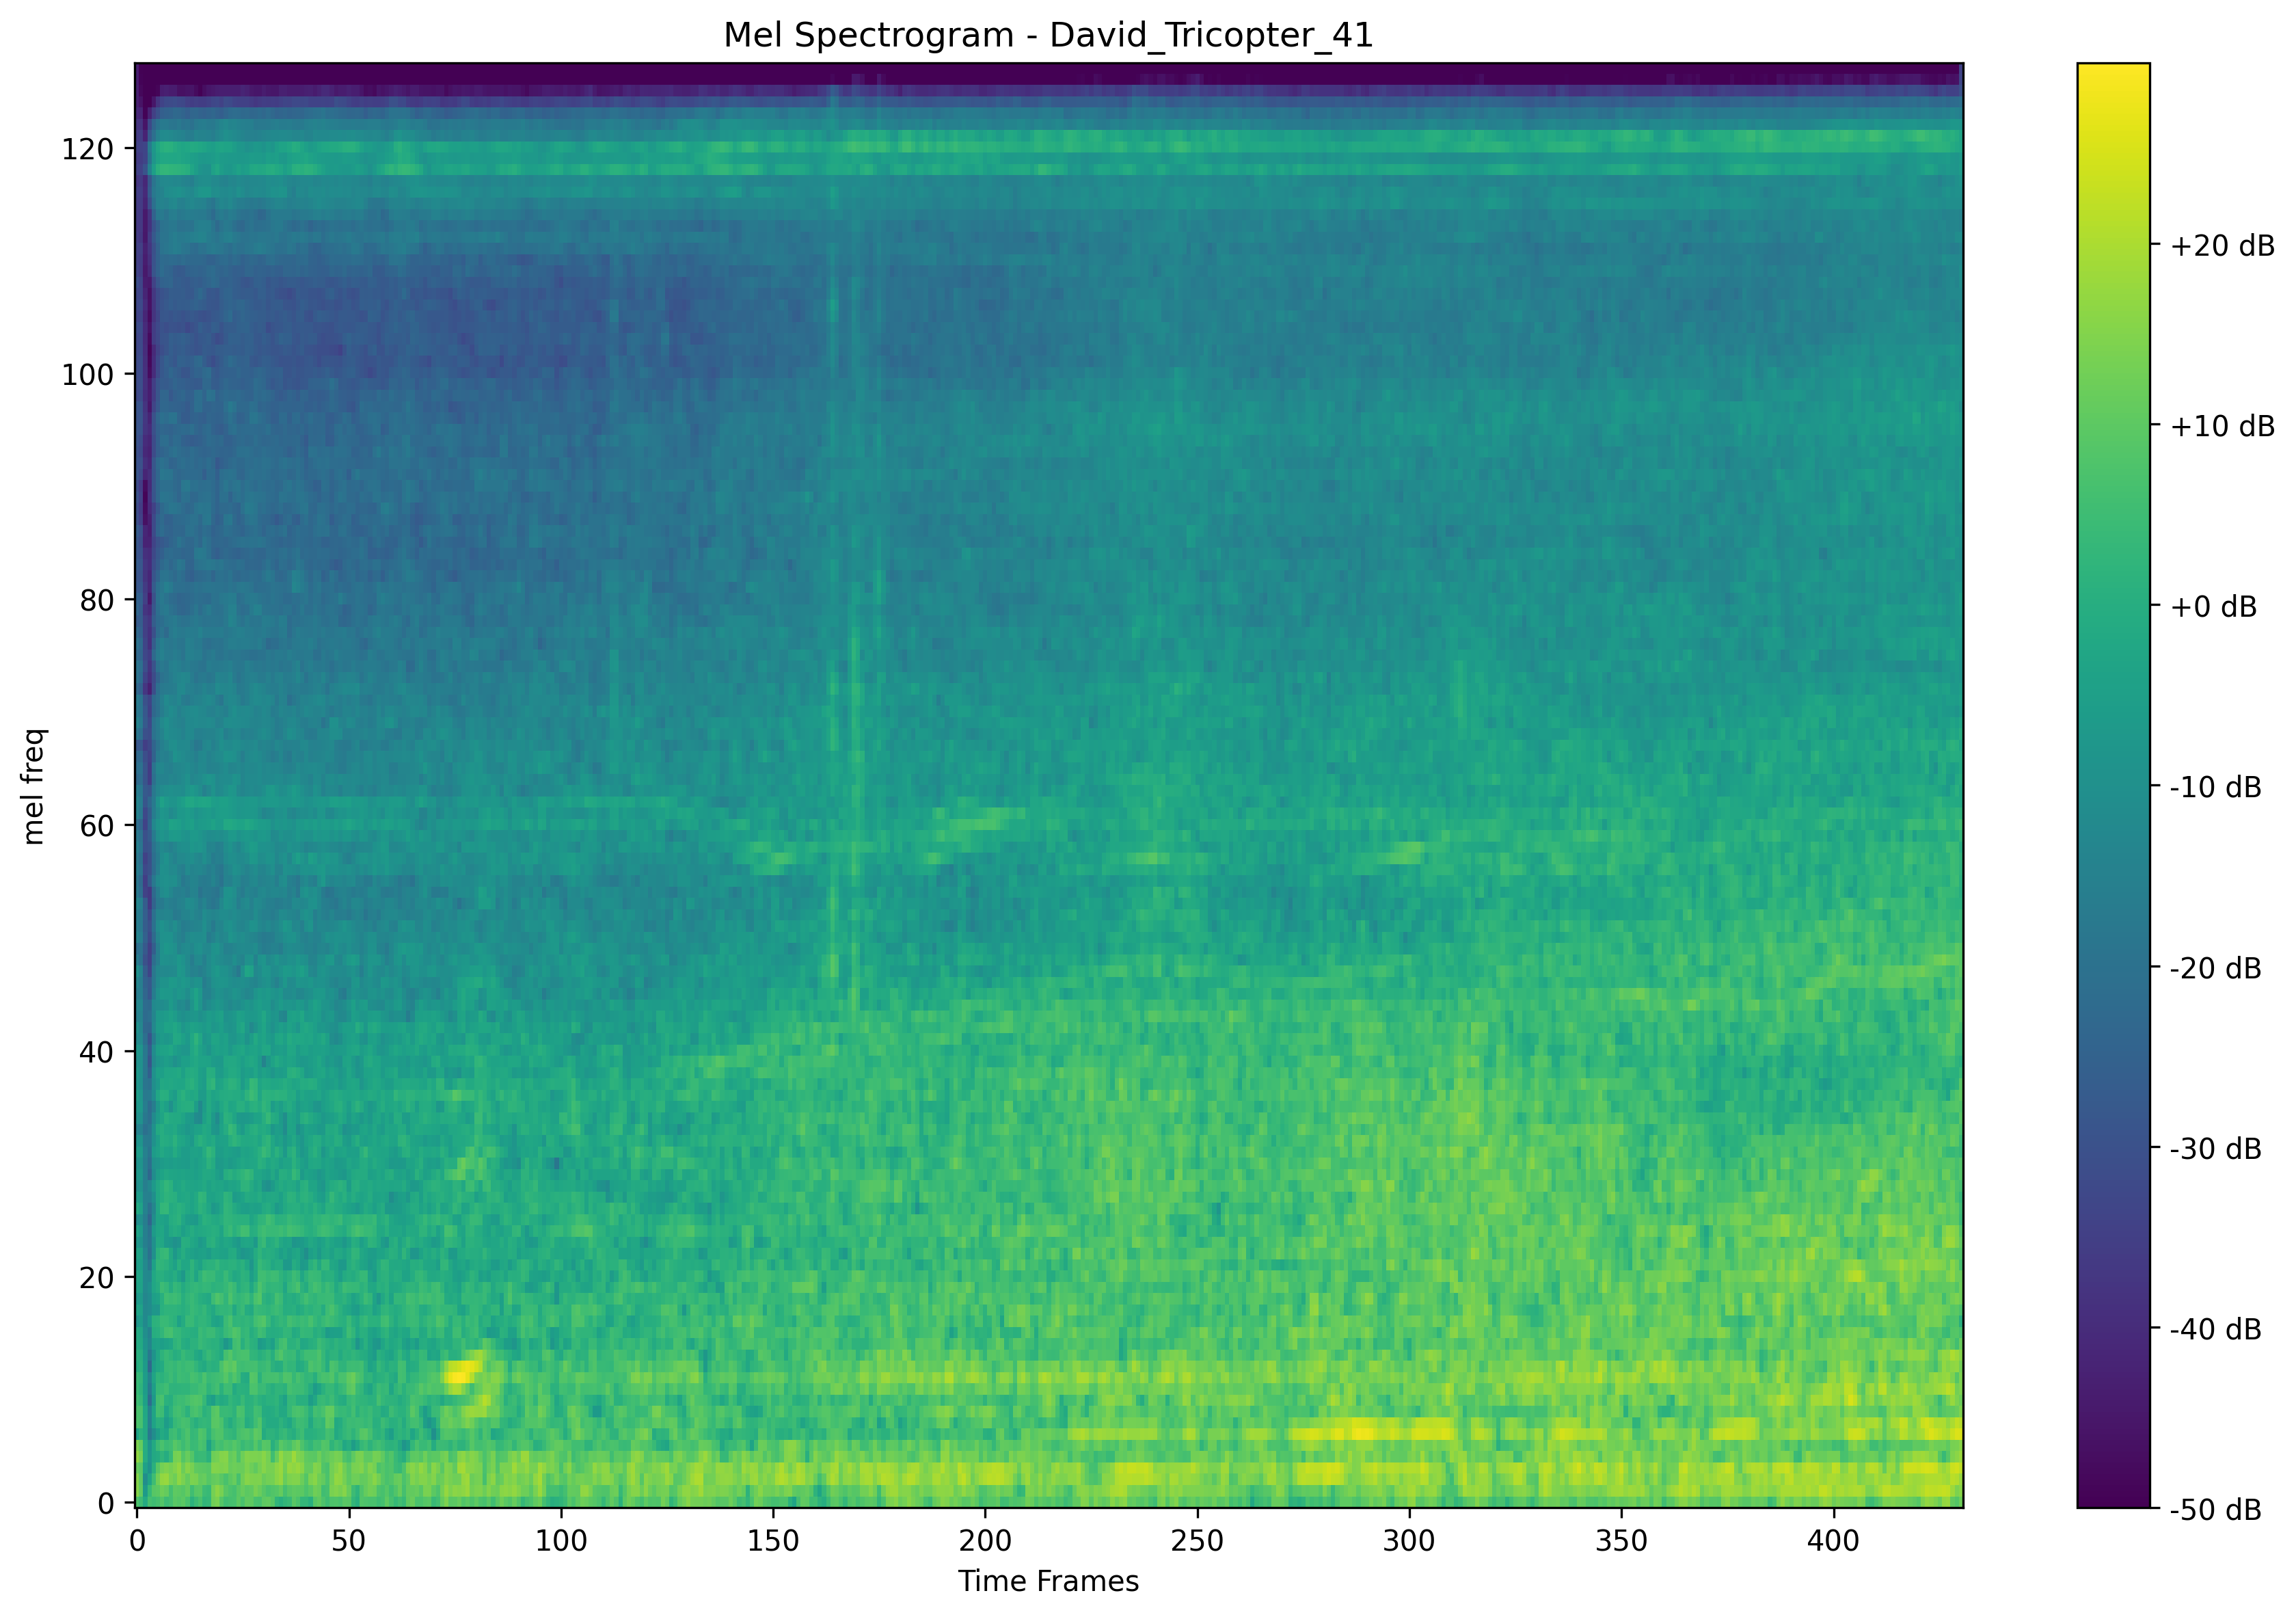 Mel Spectrogram - David_Tricopter_41
mel freq
120
100
80
60
40
20
0
0 50 100 150 200 250 300 350 400
Time Frames
+20 dB
+10 dB
+0 dB
-10 dB
-20 dB
-30 dB
-40 dB
-50 dB